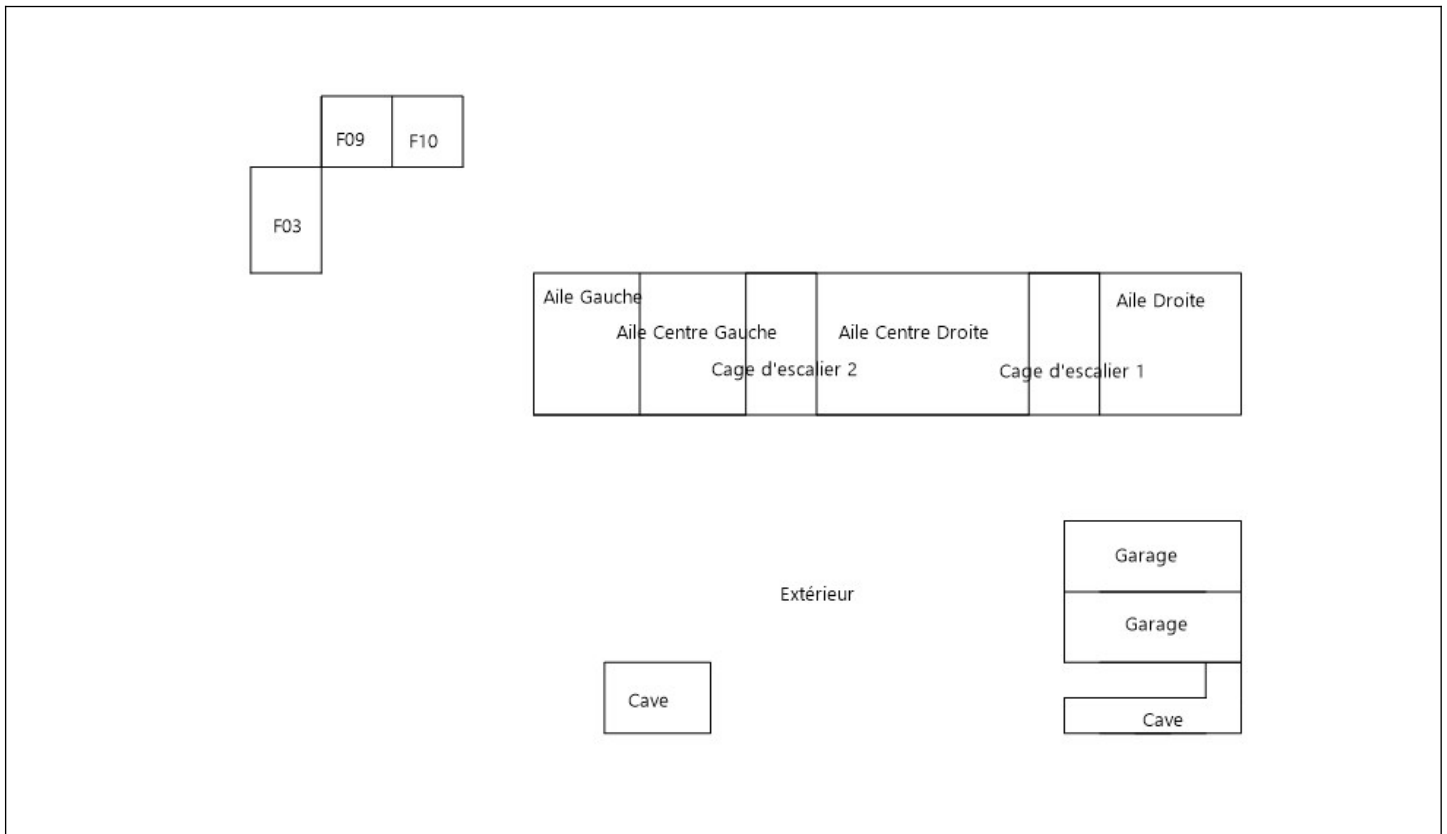 F09
F10
F03
Aile Gauche
Aile Droite
Aile Centre Gauche
Aile Centre Droite
Cage d'escalier 2
Cage d'escalier 1
Garage
Extérieur
Garage
Cave
Cave